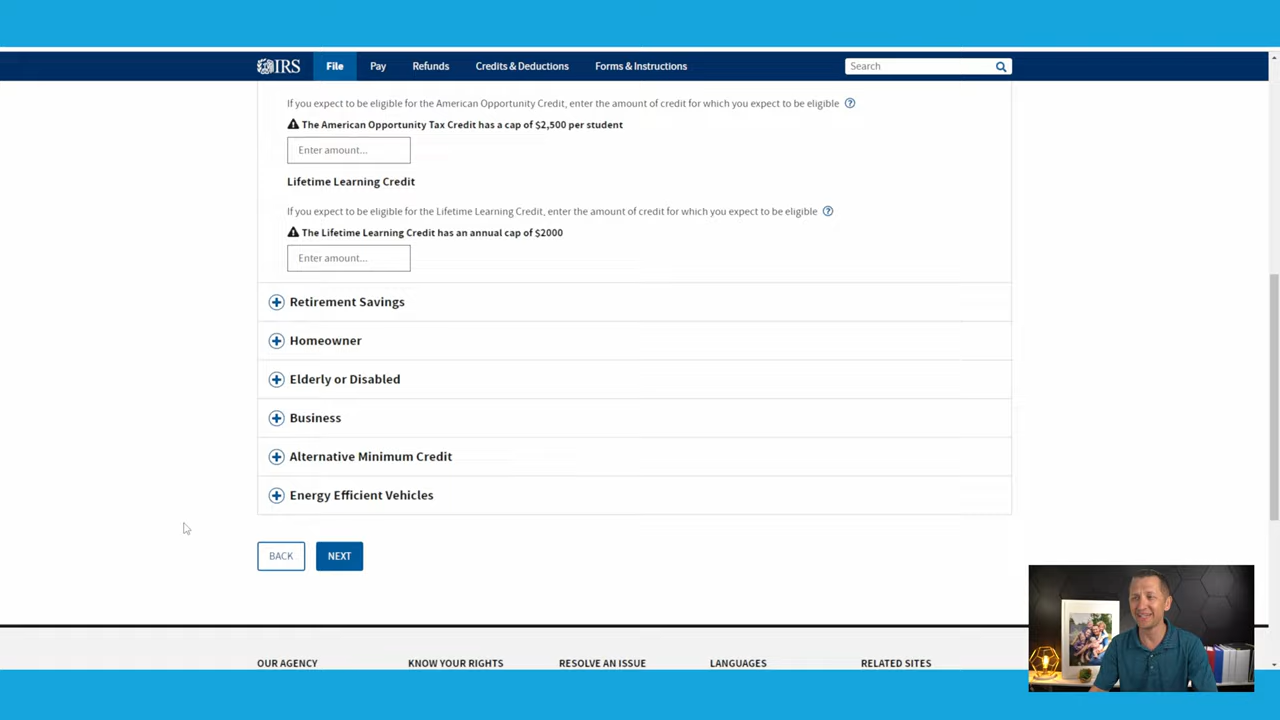 IRS
File
Pay
Refunds
Credits & Deductions
Forms & Instructions
Search
If you expect to be eligible for the American Opportunity Credit, enter the amount of credit for which you expect to be eligible ?
The American Opportunity Tax Credit has a cap of $2,500 per student
Enter amount...
Lifetime Learning Credit
If you expect to be eligible for the Lifetime Learning Credit, enter the amount of credit for which you expect to be eligible ?
The Lifetime Learning Credit has an annual cap of $2000
Enter amount...
Retirement Savings
Homeowner
Elderly or Disabled
Business
Alternative Minimum Credit
Energy Efficient Vehicles
BACK
NEXT
OUR AGENCY
KNOW YOUR RIGHTS
RESOLVE AN ISSUE
LANGUAGES
RELATED SITES